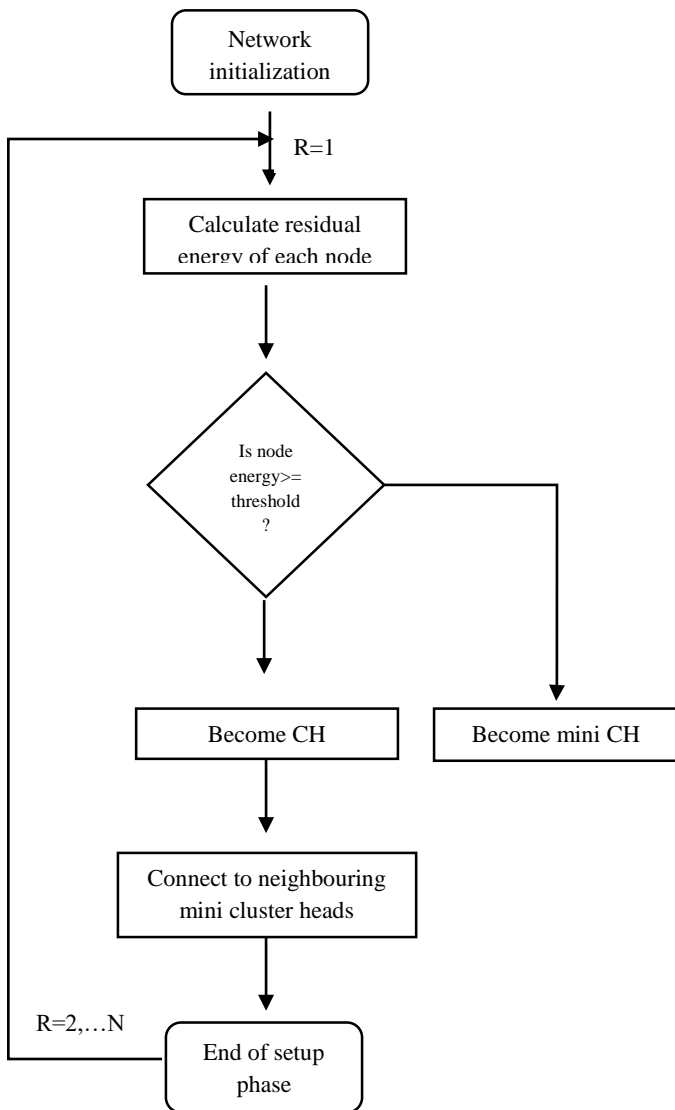 Network
initialization
R=1
Calculate residual
energy of each node
Is node
energy>=
threshold
?
Become CH
Become mini CH
Connect to neighbouring
mini cluster heads
R=2,…N
End of setup
phase